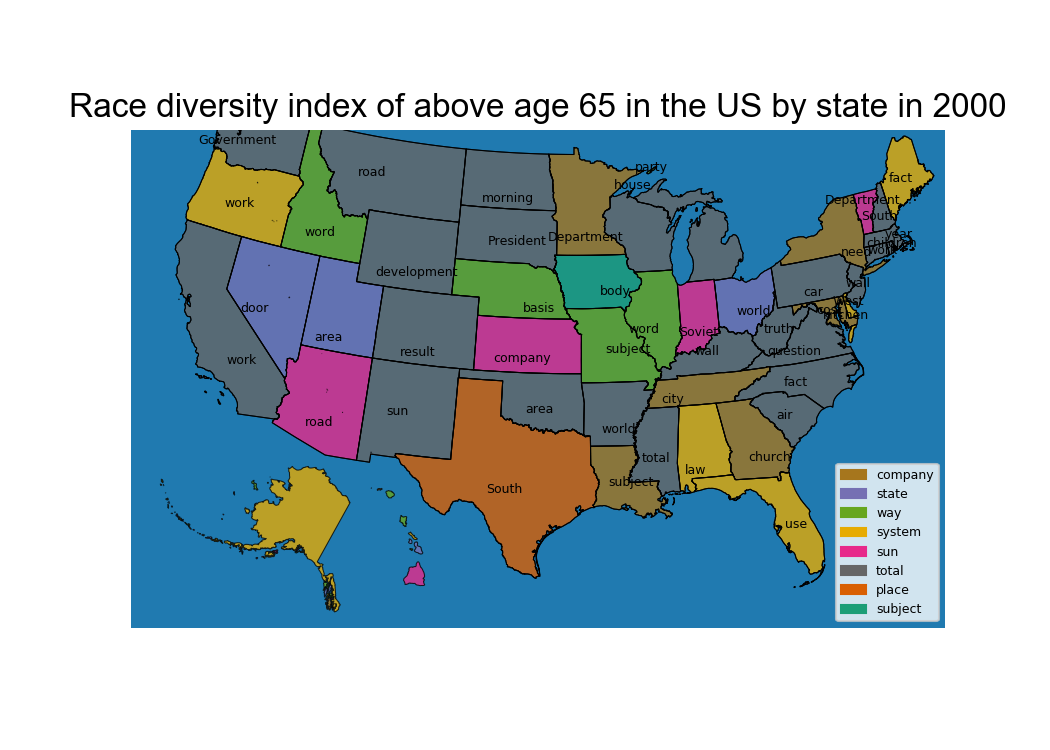 Race diversity index of above age 65 in the US by state in 2000
Government
road
party
house
morning
fact
work
word
Department
South
President
Department
year
children
need
development
door
body
basis
car
wall
west
world
cost
kitchen
area
word
Soviet
truth
work
result
company
subject
wall
question
sun
area
city
fact
road
world
air
total
church
law
South
subject
use
company
state
way
system
sun
total
place
subject